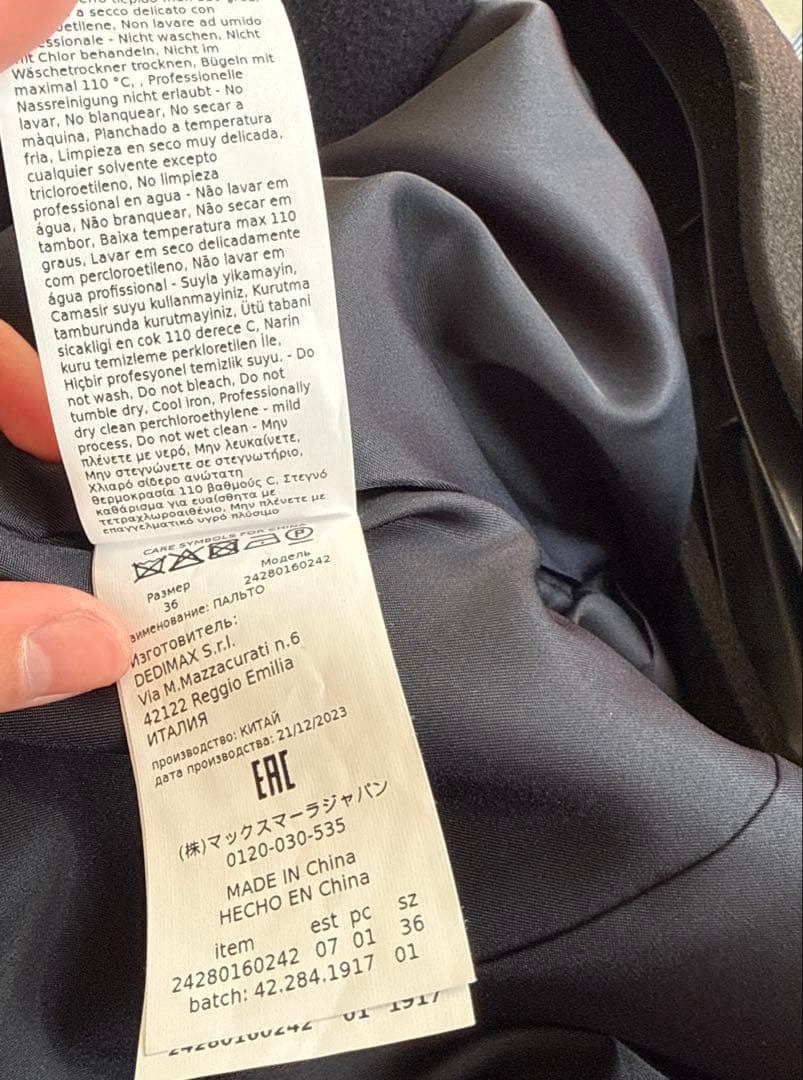 a secco delicato con
Non lavare ad umido
Nicht waschen, Nicht
mit Chlor behandeln, Nicht im
Wäschetrockner trocknen, Bügeln mit
maximal 110 °C, , Professionelle
Nassreinigung nicht erlaubt - No
lavar, No blanquear, No secar a
màquina, Planchado a temperatura
fria, Limpieza en seco muy delicada,
cualquier solvente excepto
tricloroetileno, No limpieza
professional en agua - Não lavar em
água, Não branquear, Não secar em
tambor, Baixa temperatura max 110
graus, Lavar em seco delicadamente
com percloroetileno, Não lavar em
água profissional - Suyla yikamayin,
Camasir suyu kullanmayiniz, Kurutma
tamburunda kurutmayiniz, Ütü tabani
sicakligi en cok 110 derece C, Narin
kuru temizleme perkloretilen İle,
Hiçbir profesyonel temizlik suyu. - Do
not wash, Do not bleach, Do not
tumble dry, Cool iron, Professionally
dry clean perchloroethylene - mild
process, Do not wet clean - Μην
πλένετε με νερό, Μην λευκαίνετε,
Μην στεγνώνετε σε στεγνωτήριο,
Χλιαρό σίδερο ανώτατη
θερμοκρασία 110 βαθμούς C, Στεγνό
καθάρισμα για ευαίσθητα με
τετραχλωροαιθένιο, Μην πλένετε με
επαγγελματικό υγρό πλύσιμο
CARE SYMBOLS FOR CHINA
P
Размер Модель
36 24280160242
аименование: ПАЛЬТО
Изготовитель:
DEDIMAX S.r.l.
Via M.Mazzacurati n.6
42122 Reggio Emilia
ИТАЛИЯ
производство: КИТАЙ
дата производства: 21/12/2023
EAC
(株)マックスマーラジャパン
0120-030-535
MADE IN China
HECHO EN China
item est pc sz
24280160242 07 01 36
batch: 42.284.1917 01
24280160242 01 1917